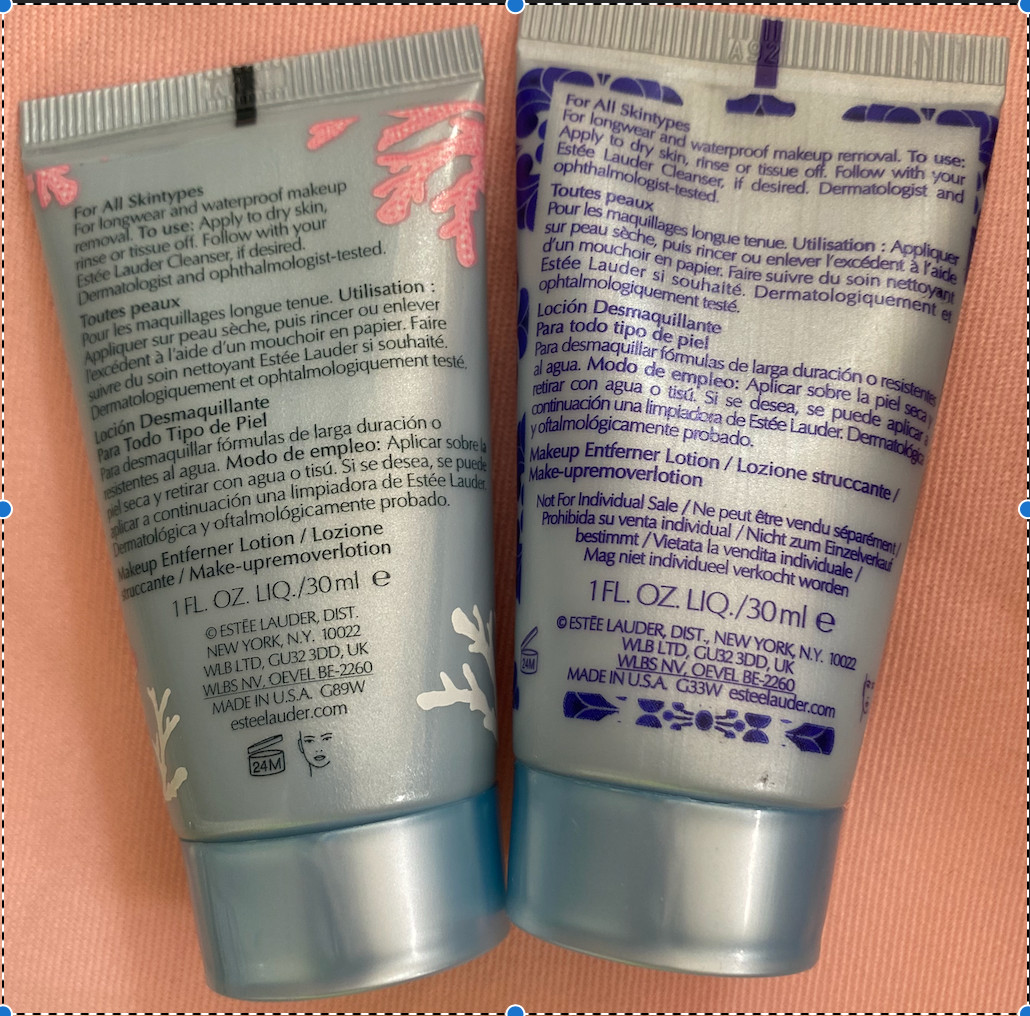 For All Skintypes
For longwear and waterproof makeup
removal. To use: Apply to dry skin,
rinse or tissue off. Follow with your
Estée Lauder Cleanser, if desired.
Dermatologist and ophthalmologist-tested.
Toutes peaux
Pour les maquillages longue tenue. Utilisation :
Appliquer sur peau sèche, puis rincer ou enlever
l'excédent à l'aide d'un mouchoir en papier. Faire
suivre du soin nettoyant Estée Lauder si souhaité.
Dermatologiquement et ophtalmologiquement testé.
Loción Desmaquillante
Para Todo Tipo de Piel
Para desmaquillar fórmulas de larga duración o
resistentes al agua. Modo de empleo: Aplicar sobre la
piel seca y retirar con agua o tisú. Si se desea, se puede
aplicar a continuación una limpiadora de Estée Lauder.
Dermatológica y oftalmológicamente probado.
Makeup Entferner Lotion / Lozione
struccante / Make-upremoverlotion
1 FL. OZ. LIQ./30 ml e
© ESTĒE LAUDER, DIST.
NEW YORK, N.Y. 10022
WLB LTD, GU32 3DD, UK
WLBS NV, OEVEL BE-2260
MADE IN U.S.A. G89W
esteelauder.com
24M
A92
For All Skintypes
For longwear and waterproof makeup removal. To use:
Apply to dry skin, rinse or tissue off. Follow with your
Estée Lauder Cleanser, if desired. Dermatologist and
ophthalmologist-tested.
Toutes peaux
Pour les maquillages longue tenue. Utilisation : Appliquer
sur peau sèche, puis rincer ou enlever l'excédent à l'aide
d'un mouchoir en papier. Faire suivre du soin nettoyant
Estée Lauder si souhaité. Dermatologiquement et
ophtalmologiquement testé.
Loción Desmaquillante
Para todo tipo de piel
Para desmaquillar fórmulas de larga duración o resistentes
al agua. Modo de empleo: Aplicar sobre la piel seca y
retirar con agua o tisú. Si se desea, se puede aplicar a
continuación una limpiadora de Estée Lauder. Dermatológica
y oftalmológicamente probado.
Makeup Entferner Lotion / Lozione struccante /
Make-upremoverlotion
Not For Individual Sale / Ne peut être vendu séparément /
Prohibida su venta individual / Nicht zum Einzelverkauf
bestimmt / Vietata la vendita individuale /
Mag niet individueel verkocht worden
1 FL. OZ. LIQ./30 ml e
© ESTĒE LAUDER, DIST., NEW YORK, N.Y. 10022
WLB LTD, GU32 3DD, UK
WLBS NV, OEVEL BE-2260
MADE IN U.S.A. G33W esteelauder.com
24M